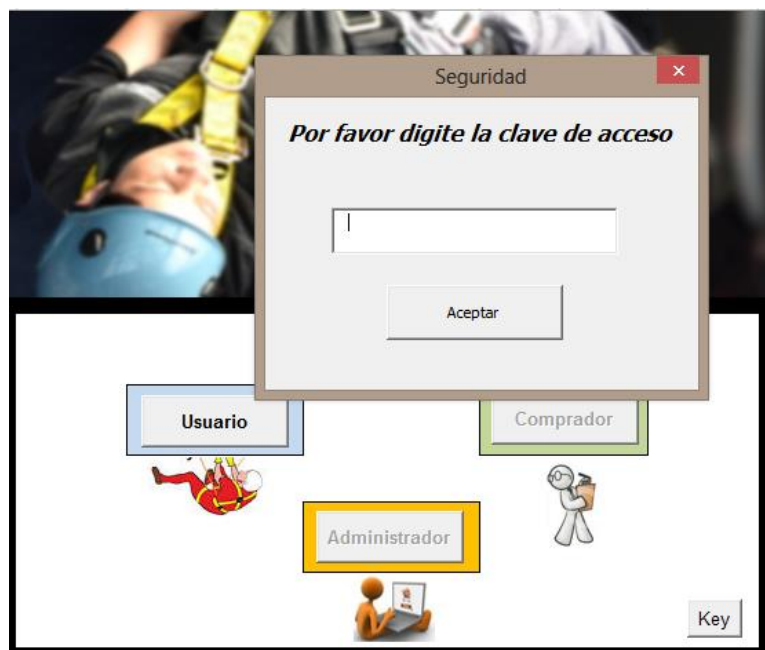 Seguridad
Por favor digite la clave de acceso
Aceptar
Usuario
Comprador
Administrador
Key